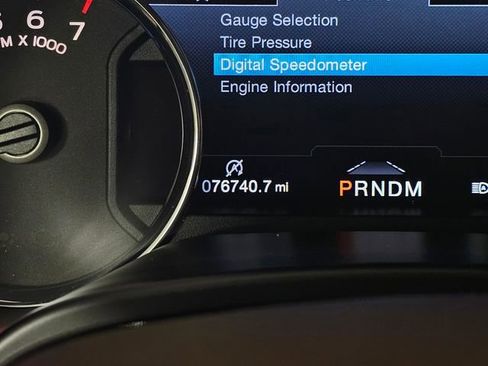 Gauge Selection
Tire Pressure
Digital Speedometer
Engine Information
6 7
M X 1000
076740.7 mi
PRNDM